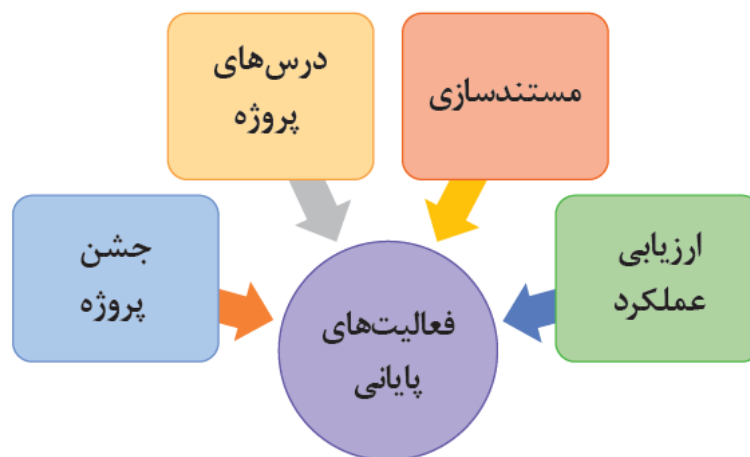 مستندسازی
درس‌های
پروژه
ارزیابی
عملکرد
جشن
پروژه
فعالیت‌های
پایانی